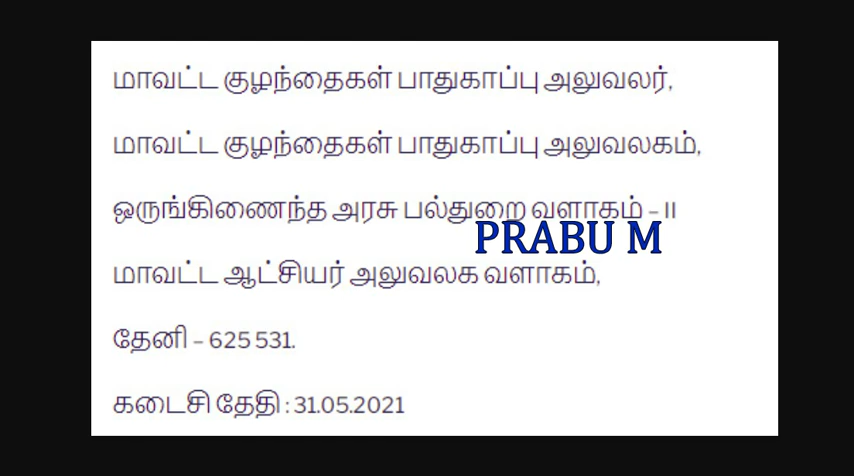 மாவட்ட குழந்தைகள் பாதுகாப்பு அலுவலர்,
மாவட்ட குழந்தைகள் பாதுகாப்பு அலுவலகம்,
ஒருங்கிணைந்த அரசு பல்துறை வளாகம் – II
PRABU M
மாவட்ட ஆட்சியர் அலுவலக வளாகம்,
தேனி – 625 531.
கடைசி தேதி : 31.05.2021